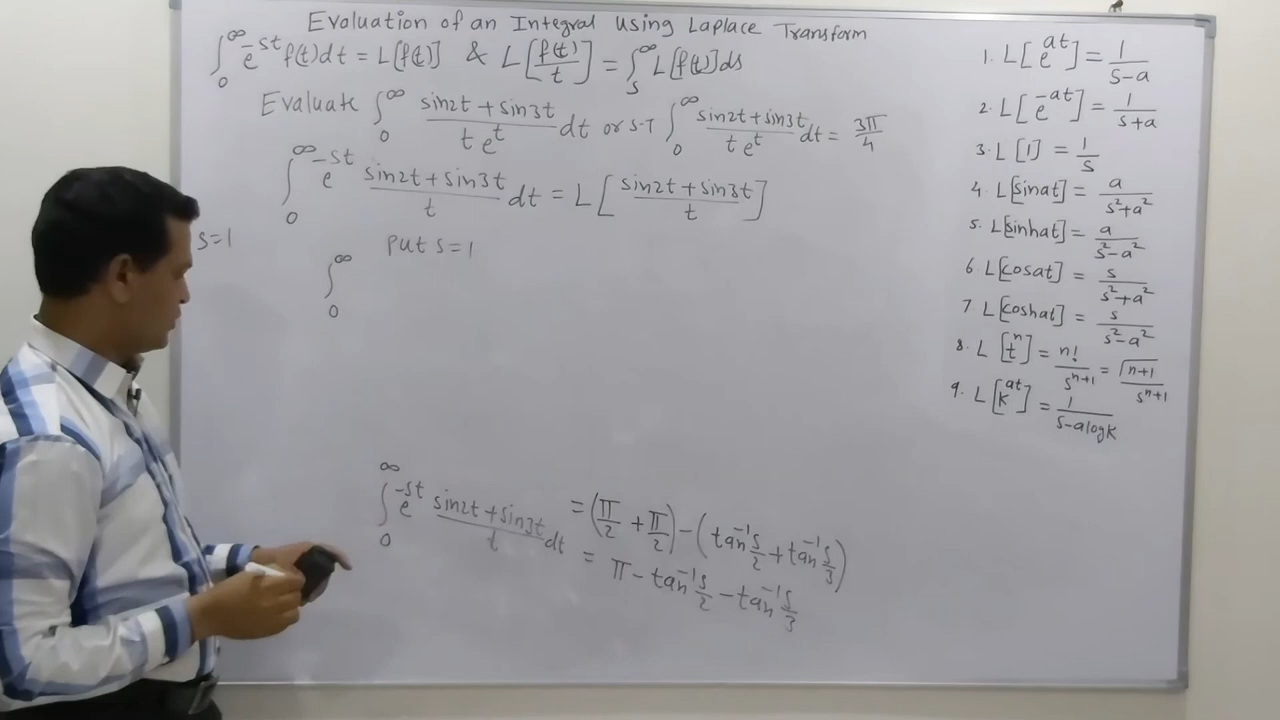 Evaluation of an Integral Using Laplace Transform
∫₀^∞ e^{-st} f(t)dt = L[f(t)] & L[f(t)/t] = ∫_s^∞ L[f(t)]ds
Evaluate ∫₀^∞ (sin2t + sin3t)/(t e^t) dt or S.T ∫₀^∞ (sin2t + sin3t)/(t e^t) dt = 3π/4
∫₀^∞ e^{-st} (sin2t + sin3t)/t dt = L[(sin2t + sin3t)/t]
s=1
Put s=1
∫₀^∞
∫₀^∞ e^{-st} (sin2t + sin3t)/t dt = (π/2 + π/2) - (tan⁻¹ s/2 + tan⁻¹ s/3)
= π - tan⁻¹ s/2 - tan⁻¹ s/3
1. L[e^{at}] = 1/(s-a)
2. L[e^{-at}] = 1/(s+a)
3. L[1] = 1/s
4. L[sinat] = a/(s²+a²)
5. L[sinhat] = a/(s²-a²)
6 L[cosat] = s/(s²+a²)
7. L[coshat] = s/(s²-a²)
8. L[t^n] = n!/s^{n+1} = Γ(n+1)/s^{n+1}
9. L[k^{at}] = 1/(s-alogk)